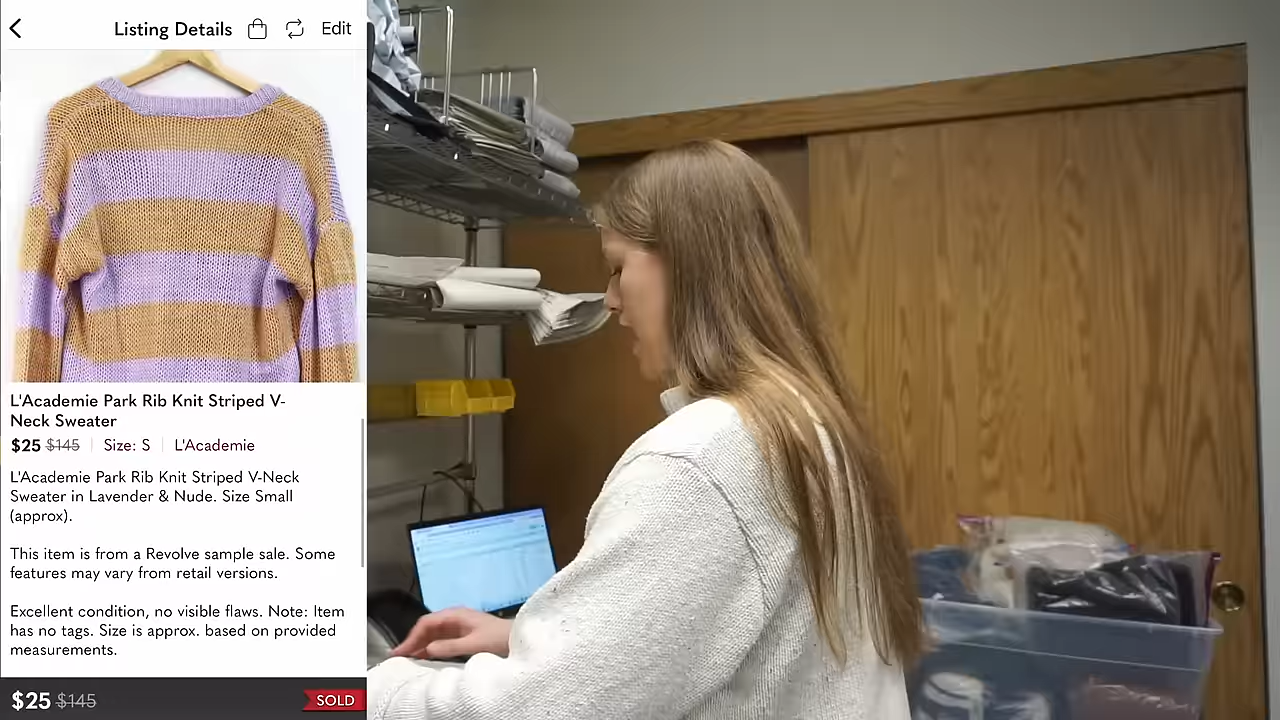 Listing Details
Edit
L'Academie Park Rib Knit Striped V-
Neck Sweater
$25 $145 Size: S L'Academie
L'Academie Park Rib Knit Striped V-Neck
Sweater in Lavender & Nude. Size Small
(approx).
This item is from a Revolve sample sale. Some
features may vary from retail versions.
Excellent condition, no visible flaws. Note: Item
has no tags. Size is approx. based on provided
measurements.
$25 $145
SOLD